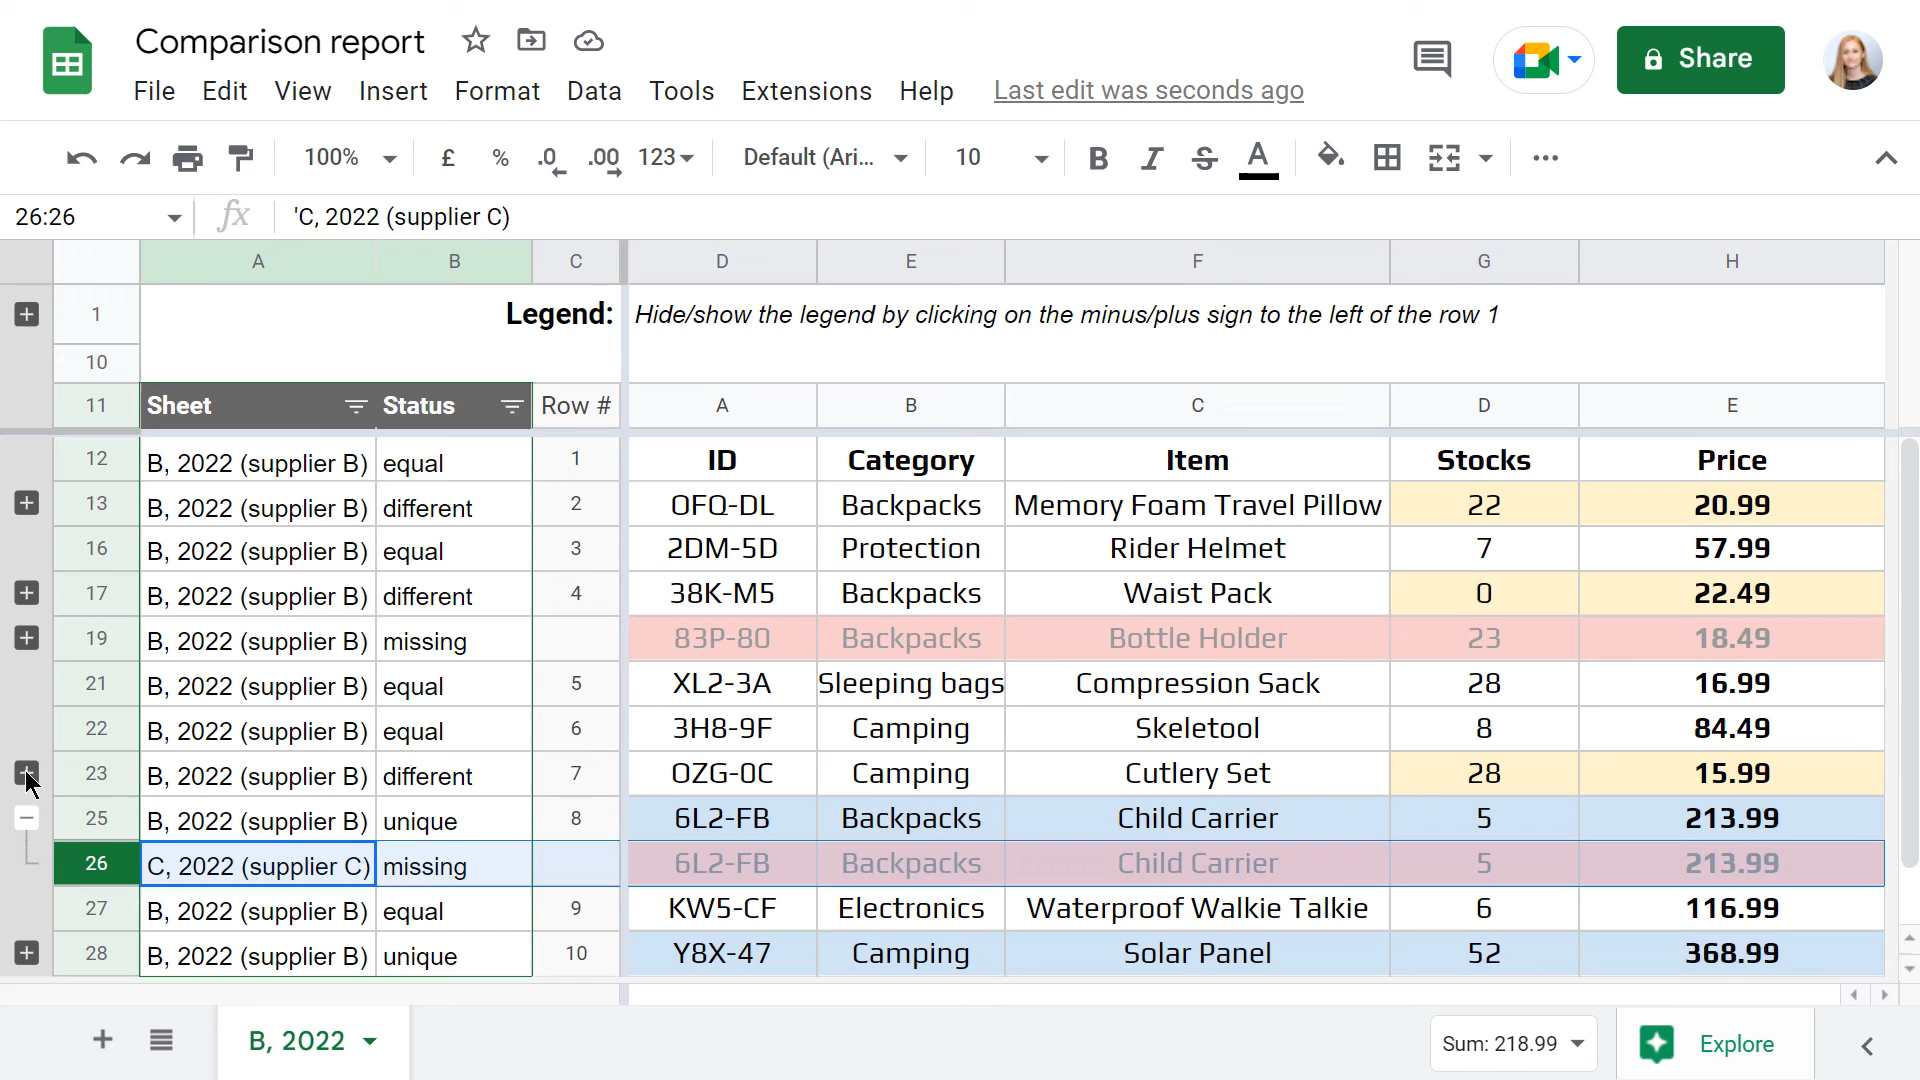 Comparison report
File Edit View Insert Format Data Tools Extensions Help Last edit was seconds ago
Share
100% £ % .0 .00 123 Default (Ari... 10 B I S A
26:26 fx 'C, 2022 (supplier C)
A B C D E F G H
1 Legend: Hide/show the legend by clicking on the minus/plus sign to the left of the row 1
10
11 Sheet Status Row # A B C D E
12 B, 2022 (supplier B) equal 1 ID Category Item Stocks Price
13 B, 2022 (supplier B) different 2 OFQ-DL Backpacks Memory Foam Travel Pillow 22 20.99
16 B, 2022 (supplier B) equal 3 2DM-5D Protection Rider Helmet 7 57.99
17 B, 2022 (supplier B) different 4 38K-M5 Backpacks Waist Pack 0 22.49
19 B, 2022 (supplier B) missing 83P-80 Backpacks Bottle Holder 23 18.49
21 B, 2022 (supplier B) equal 5 XL2-3A Sleeping bags Compression Sack 28 16.99
22 B, 2022 (supplier B) equal 6 3H8-9F Camping Skeletool 8 84.49
23 B, 2022 (supplier B) different 7 OZG-0C Camping Cutlery Set 28 15.99
25 B, 2022 (supplier B) unique 8 6L2-FB Backpacks Child Carrier 5 213.99
26 C, 2022 (supplier C) missing 6L2-FB Backpacks Child Carrier 5 213.99
27 B, 2022 (supplier B) equal 9 KW5-CF Electronics Waterproof Walkie Talkie 6 116.99
28 B, 2022 (supplier B) unique 10 Y8X-47 Camping Solar Panel 52 368.99
B, 2022 Sum: 218.99 Explore